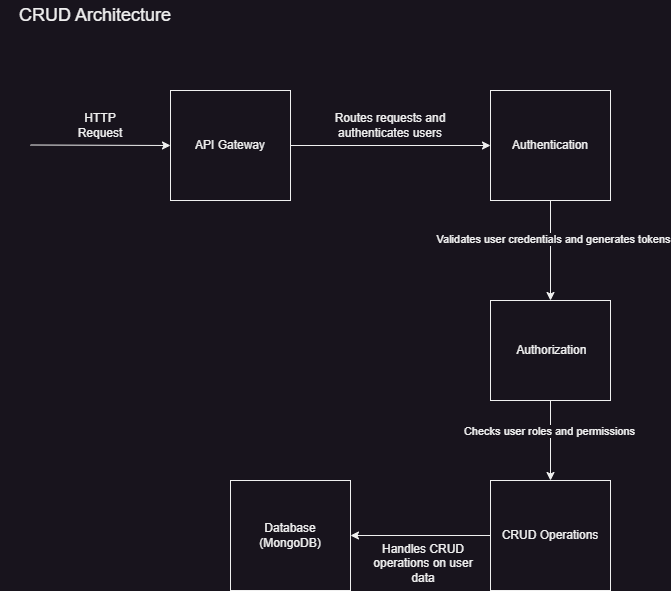 CRUD Architecture
HTTP
Request
API Gateway
Routes requests and
authenticates users
Authentication
Validates user credentials and generates tokens
Authorization
Checks user roles and permissions
CRUD Operations
Handles CRUD
operations on user
data
Database
(MongoDB)